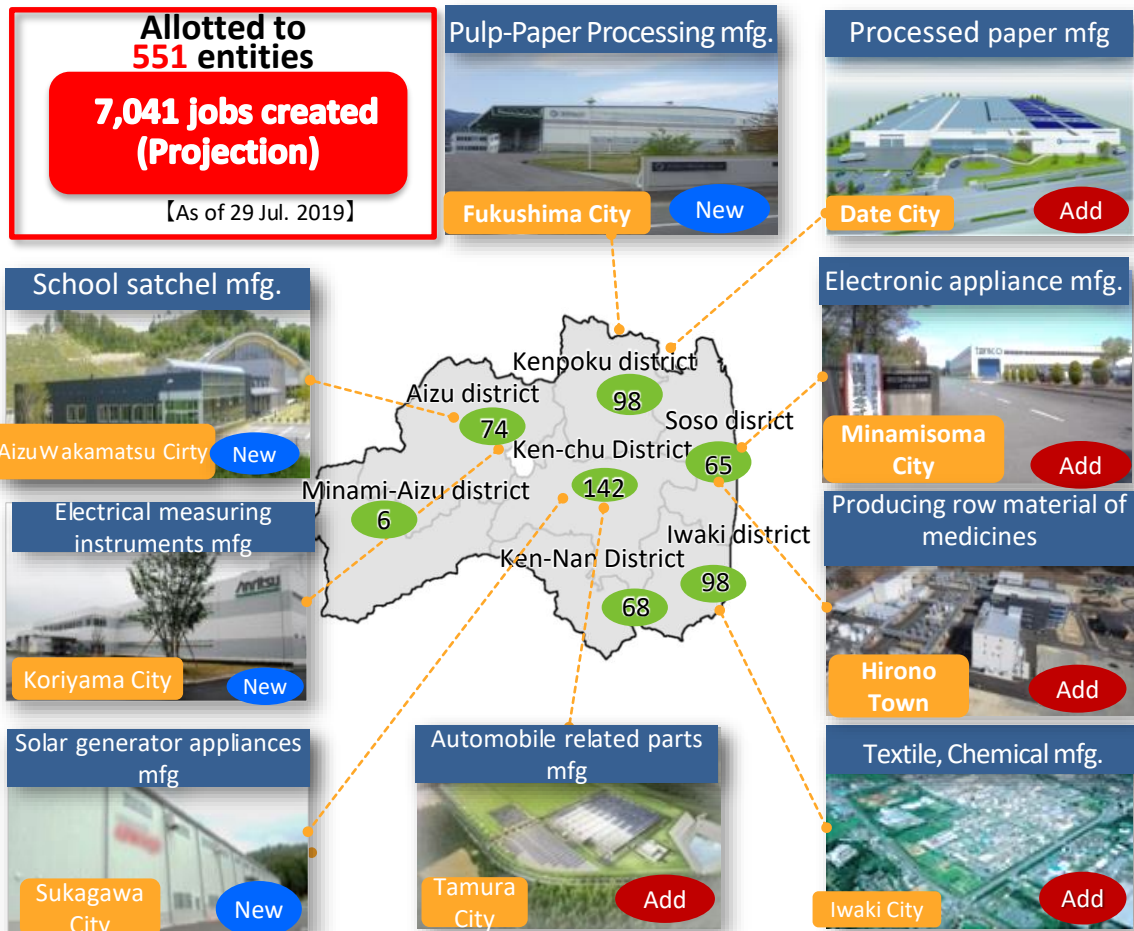 Allotted to
551 entities
7,041 jobs created
(Projection)
【As of 29 Jul. 2019】
Pulp-Paper Processing mfg.
Fukushima City
New
Processed paper mfg
Date City
Add
School satchel mfg.
AizuWakamatsu Cirty
New
Electronic appliance mfg.
Minamisoma
City
Add
Kenpoku district
98
Aizu district
74
Soso disrict
65
Ken-chu District
142
Minami-Aizu district
6
Iwaki district
98
Ken-Nan District
68
Electrical measuring
instruments mfg
Anritsu
Koriyama City
New
Producing row material of
medicines
Hirono
Town
Add
Solar generator appliances
mfg
Sukagawa
City
New
Automobile related parts
mfg
Tamura
City
Add
Textile, Chemical mfg.
Iwaki City
Add